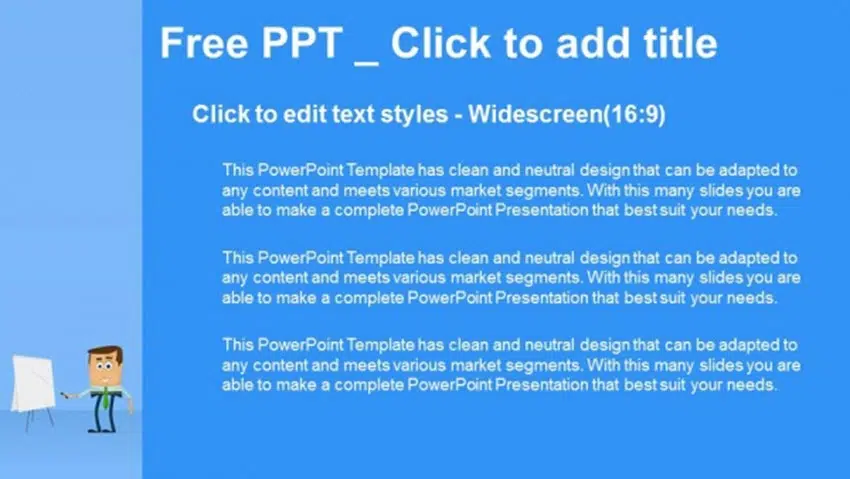 Free PPT _ Click to add title
Click to edit text styles - Widescreen(16:9)
This PowerPoint Template has clean and neutral design that can be adapted to
any content and meets various market segments. With this many slides you are
able to make a complete PowerPoint Presentation that best suit your needs.
This PowerPoint Template has clean and neutral design that can be adapted to
any content and meets various market segments. With this many slides you are
able to make a complete PowerPoint Presentation that best suit your needs.
This PowerPoint Template has clean and neutral design that can be adapted to
any content and meets various market segments. With this many slides you are
able to make a complete PowerPoint Presentation that best suit your needs.